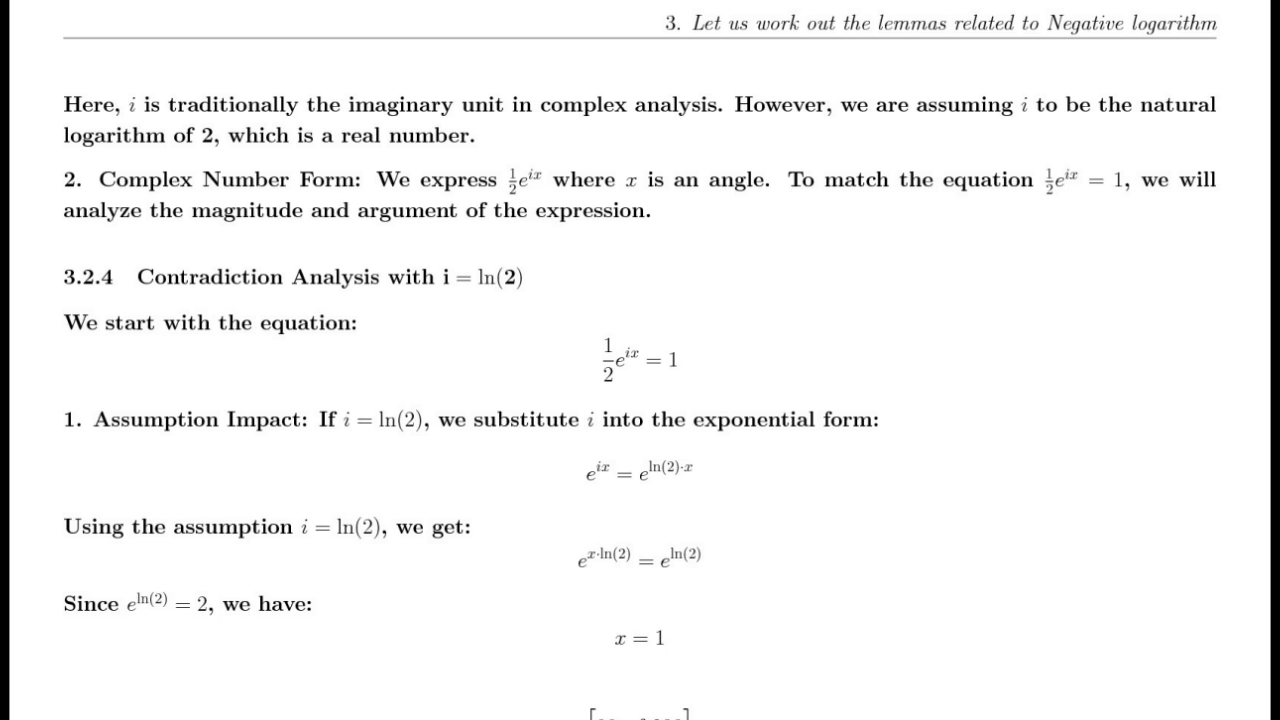 3. Let us work out the lemmas related to Negative logarithm
Here, i is traditionally the imaginary unit in complex analysis. However, we are assuming i to be the natural
logarithm of 2, which is a real number.
2. Complex Number Form: We express ½e^{ix} where x is an angle. To match the equation ½e^{ix} = 1, we will
analyze the magnitude and argument of the expression.
3.2.4 Contradiction Analysis with i = ln(2)
We start with the equation:
1/2 e^{ix} = 1
1. Assumption Impact: If i = ln(2), we substitute i into the exponential form:
e^{ix} = e^{ln(2)·x}
Using the assumption i = ln(2), we get:
e^{x·ln(2)} = e^{ln(2)}
Since e^{ln(2)} = 2, we have:
x = 1